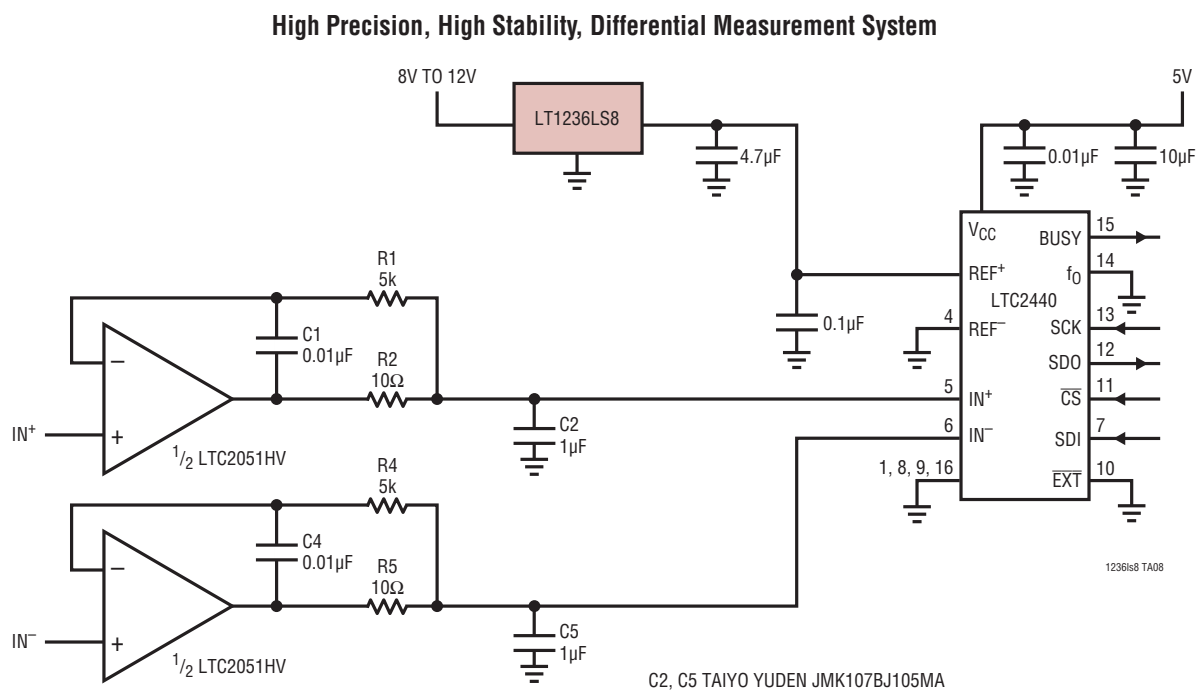 High Precision, High Stability, Differential Measurement System
8V TO 12V
LT1236LS8
4.7µF
5V
0.01µF
10µF
VCC
BUSY
15
REF+
fO
14
LTC2440
0.1µF
4
REF−
SCK
13
SDO
12
5
IN+
CS
11
6
IN−
SDI
7
1, 8, 9, 16
EXT
10
R1
5k
C1
0.01µF
R2
10Ω
−
+
IN+
1/2 LTC2051HV
C2
1µF
R4
5k
C4
0.01µF
R5
10Ω
−
+
IN−
1/2 LTC2051HV
C5
1µF
1236ls8 TA08
C2, C5 TAIYO YUDEN JMK107BJ105MA